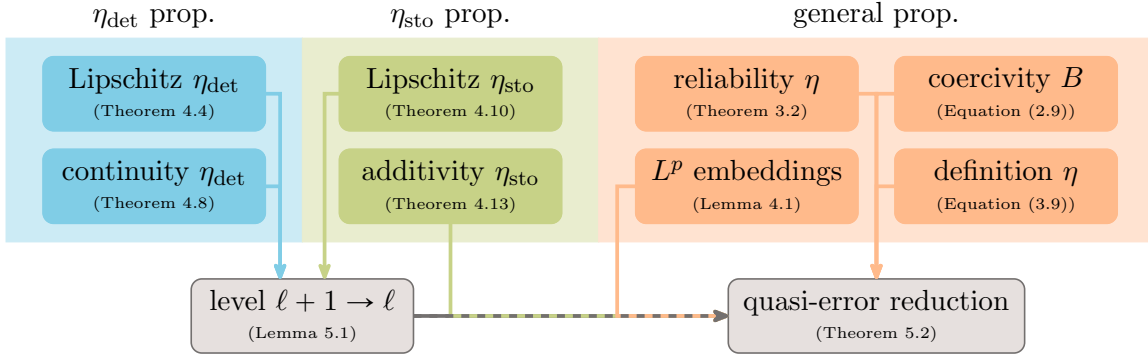 η_det prop.
η_sto prop.
general prop.
Lipschitz η_det
(Theorem 4.4)
Lipschitz η_sto
(Theorem 4.10)
reliability η
(Theorem 3.2)
coercivity B
(Equation (2.9))
continuity η_det
(Theorem 4.8)
additivity η_sto
(Theorem 4.13)
L^p embeddings
(Lemma 4.1)
definition η
(Equation (3.9))
level ℓ + 1 → ℓ
(Lemma 5.1)
quasi-error reduction
(Theorem 5.2)